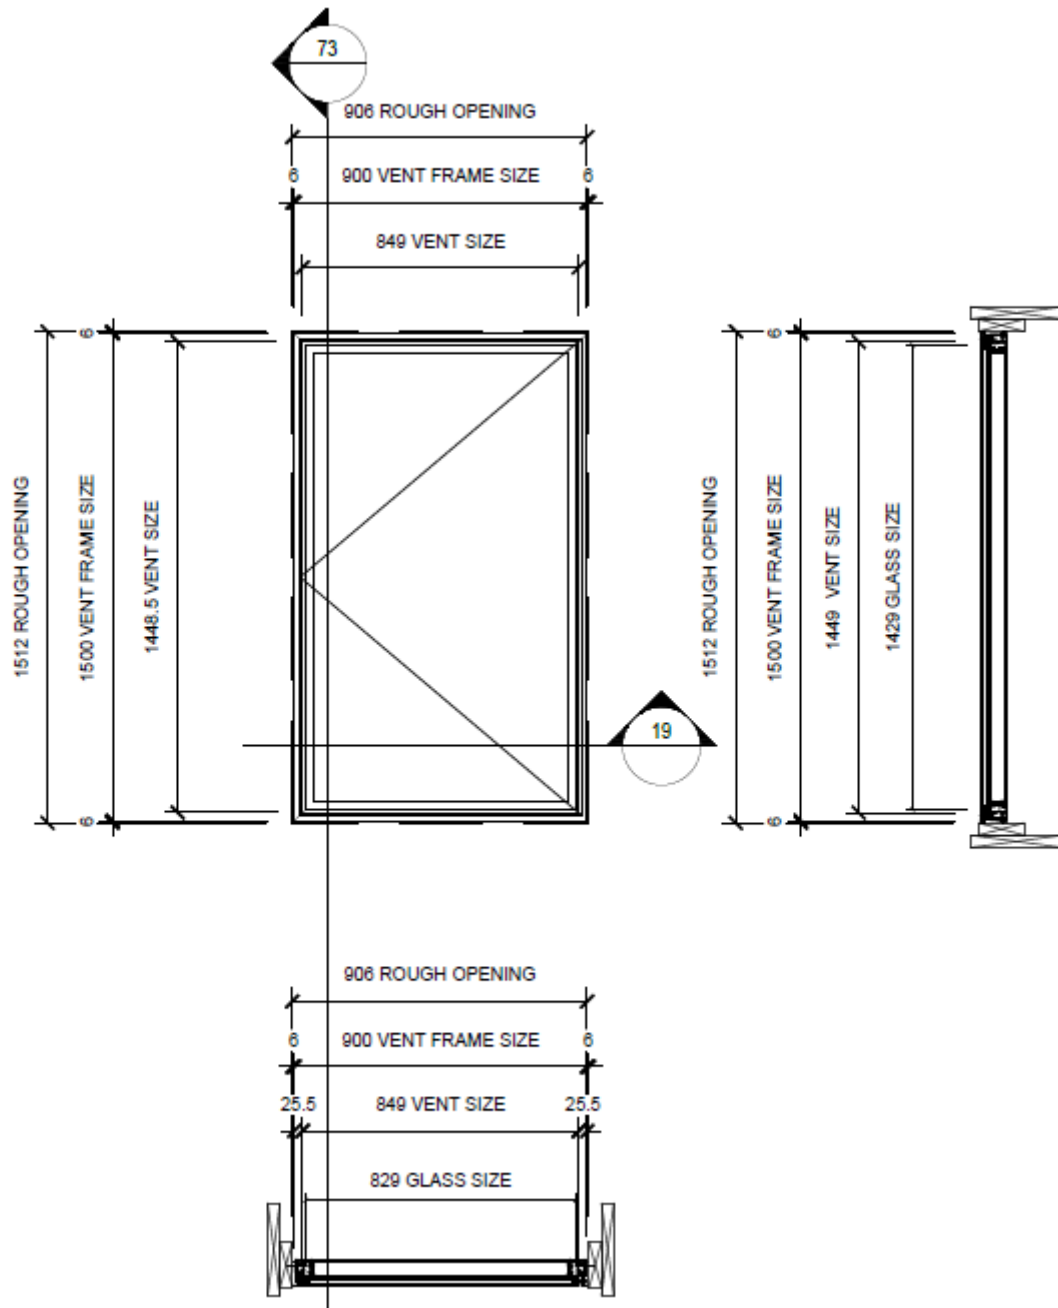 73
906 ROUGH OPENING
6 900 VENT FRAME SIZE 6
849 VENT SIZE
6
1512 ROUGH OPENING
1500 VENT FRAME SIZE
1448.5 VENT SIZE
6
6
1512 ROUGH OPENING
1500 VENT FRAME SIZE
1449 VENT SIZE
1429 GLASS SIZE
6
19
906 ROUGH OPENING
6 900 VENT FRAME SIZE 6
25.5 849 VENT SIZE 25.5
829 GLASS SIZE